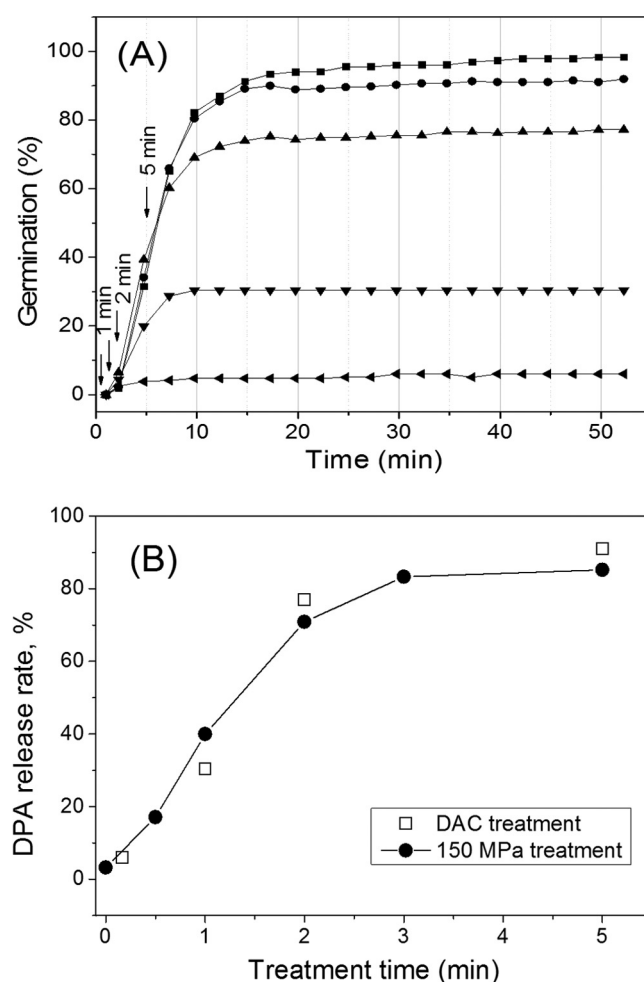 (A)
Germination (%)
100
80
60
40
20
0
1 min
2 min
5 min
0 10 20 30 40 50
Time (min)
(B)
DPA release rate, %
100
80
60
40
20
0
DAC treatment
150 MPa treatment
0 1 2 3 4 5
Treatment time (min)